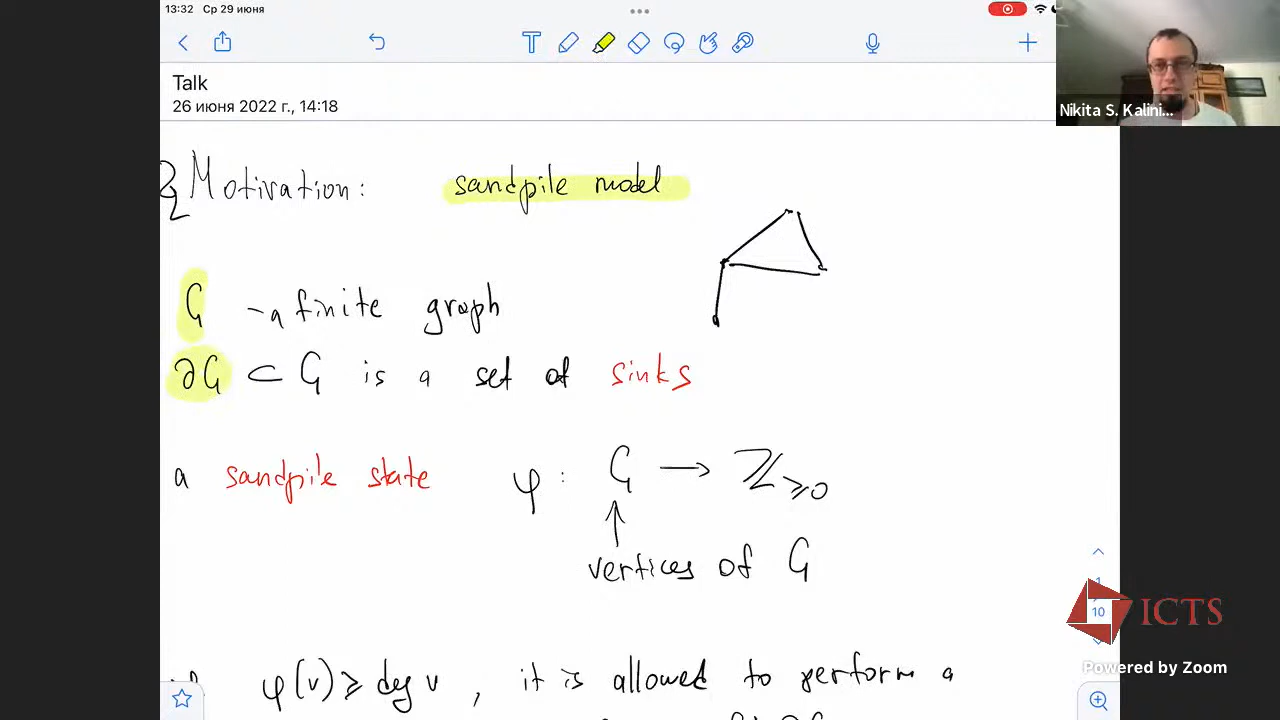 13:32 Ср 29 июня
Talk
26 июня 2022 г., 14:18
Nikita S. Kalini...
Motivation: sandpile model
G - a finite graph
∂G ⊂ G is a set of sinks
a sandpile state φ : G → ℤ≥0
↑
vertices of G
φ(v) ≥ deg v, it is allowed to perform a
1
10
ICTS
Powered by Zoom